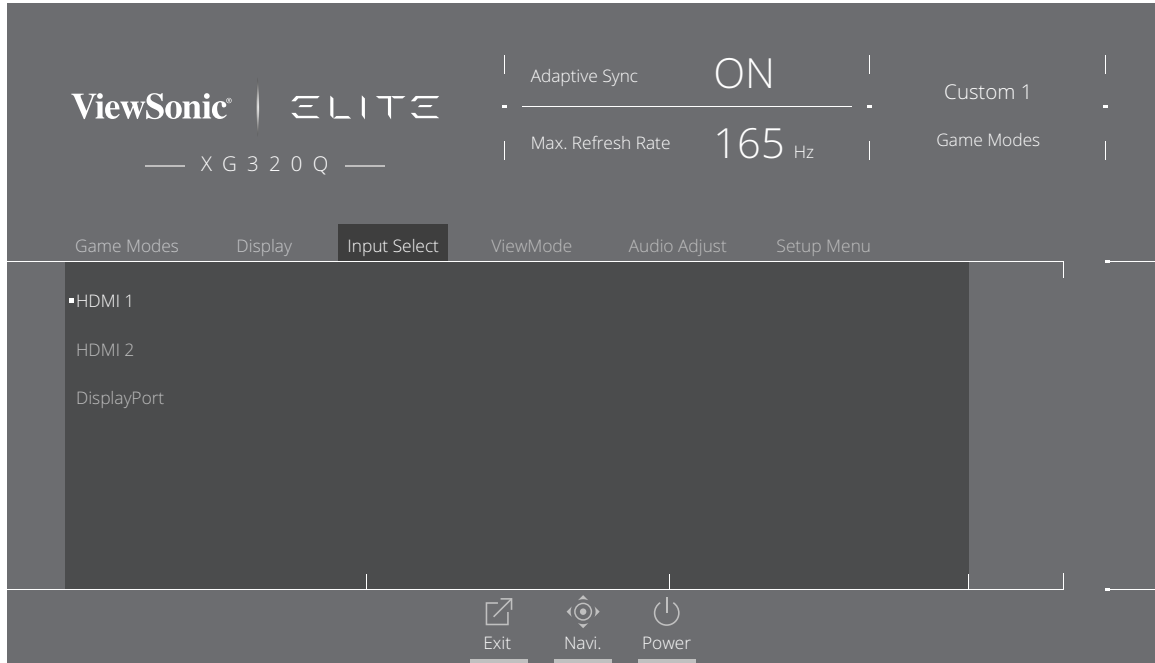 ViewSonic® ELITE
XG320Q
Adaptive Sync ON
Max. Refresh Rate 165 Hz
Custom 1
Game Modes
Game Modes Display Input Select ViewMode Audio Adjust Setup Menu
HDMI 1
HDMI 2
DisplayPort
Exit Navi. Power